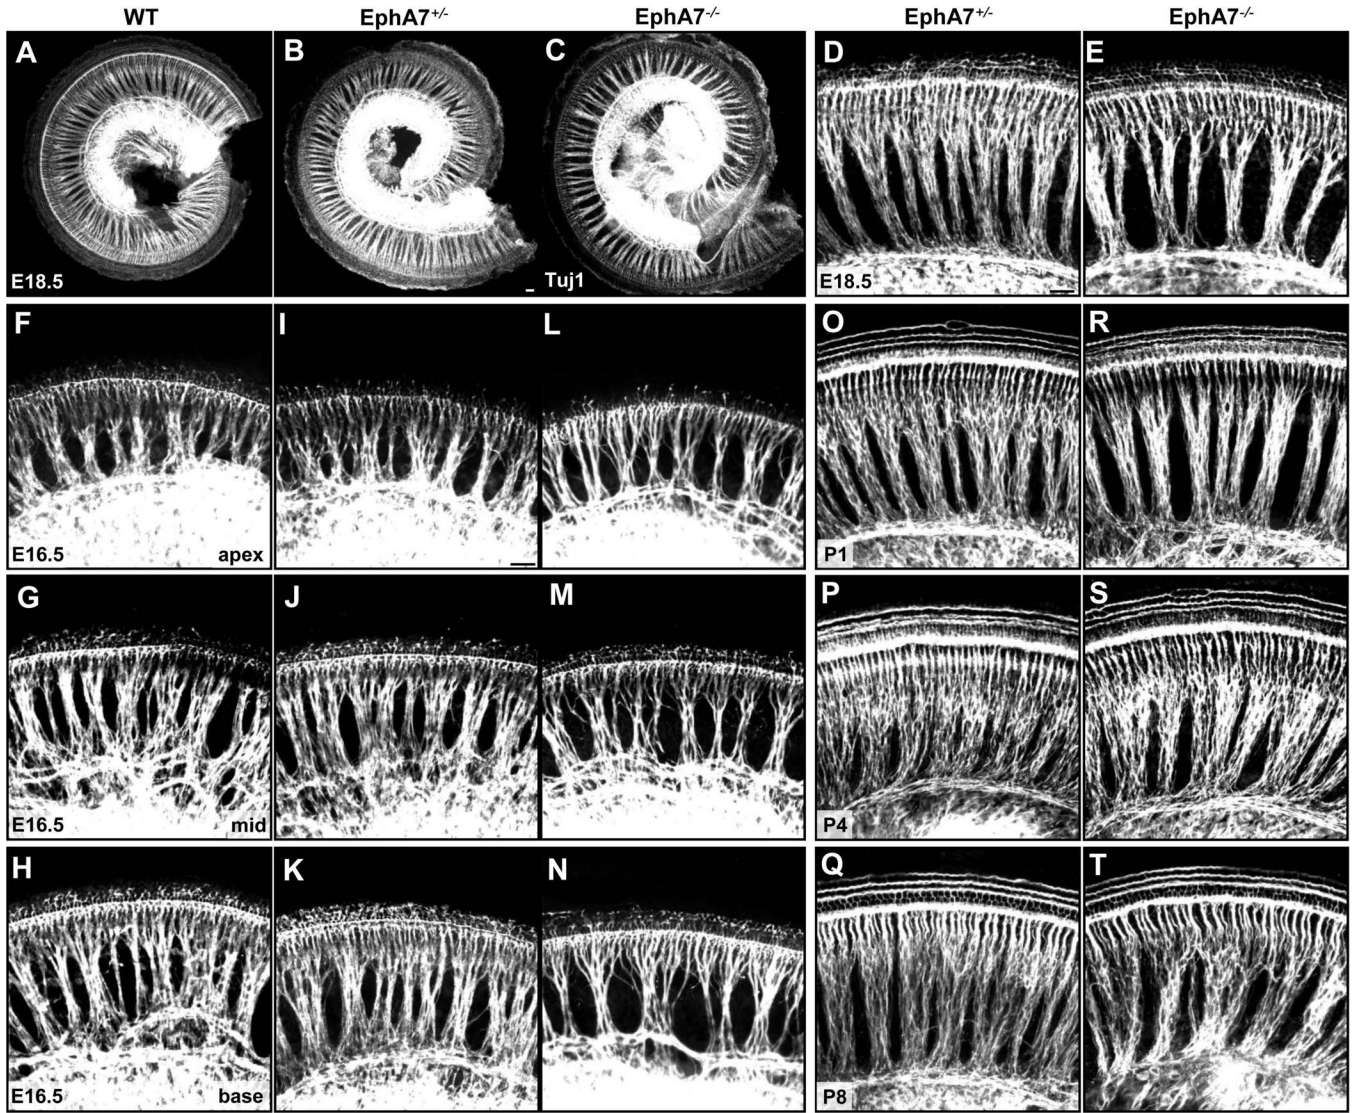 WT EphA7+/- EphA7-/- EphA7+/- EphA7-/-
A B C D E
E18.5 Tuj1 E18.5
F I L O R
E16.5 apex P1
G J M P S
E16.5 mid P4
H K N Q T
E16.5 base P8